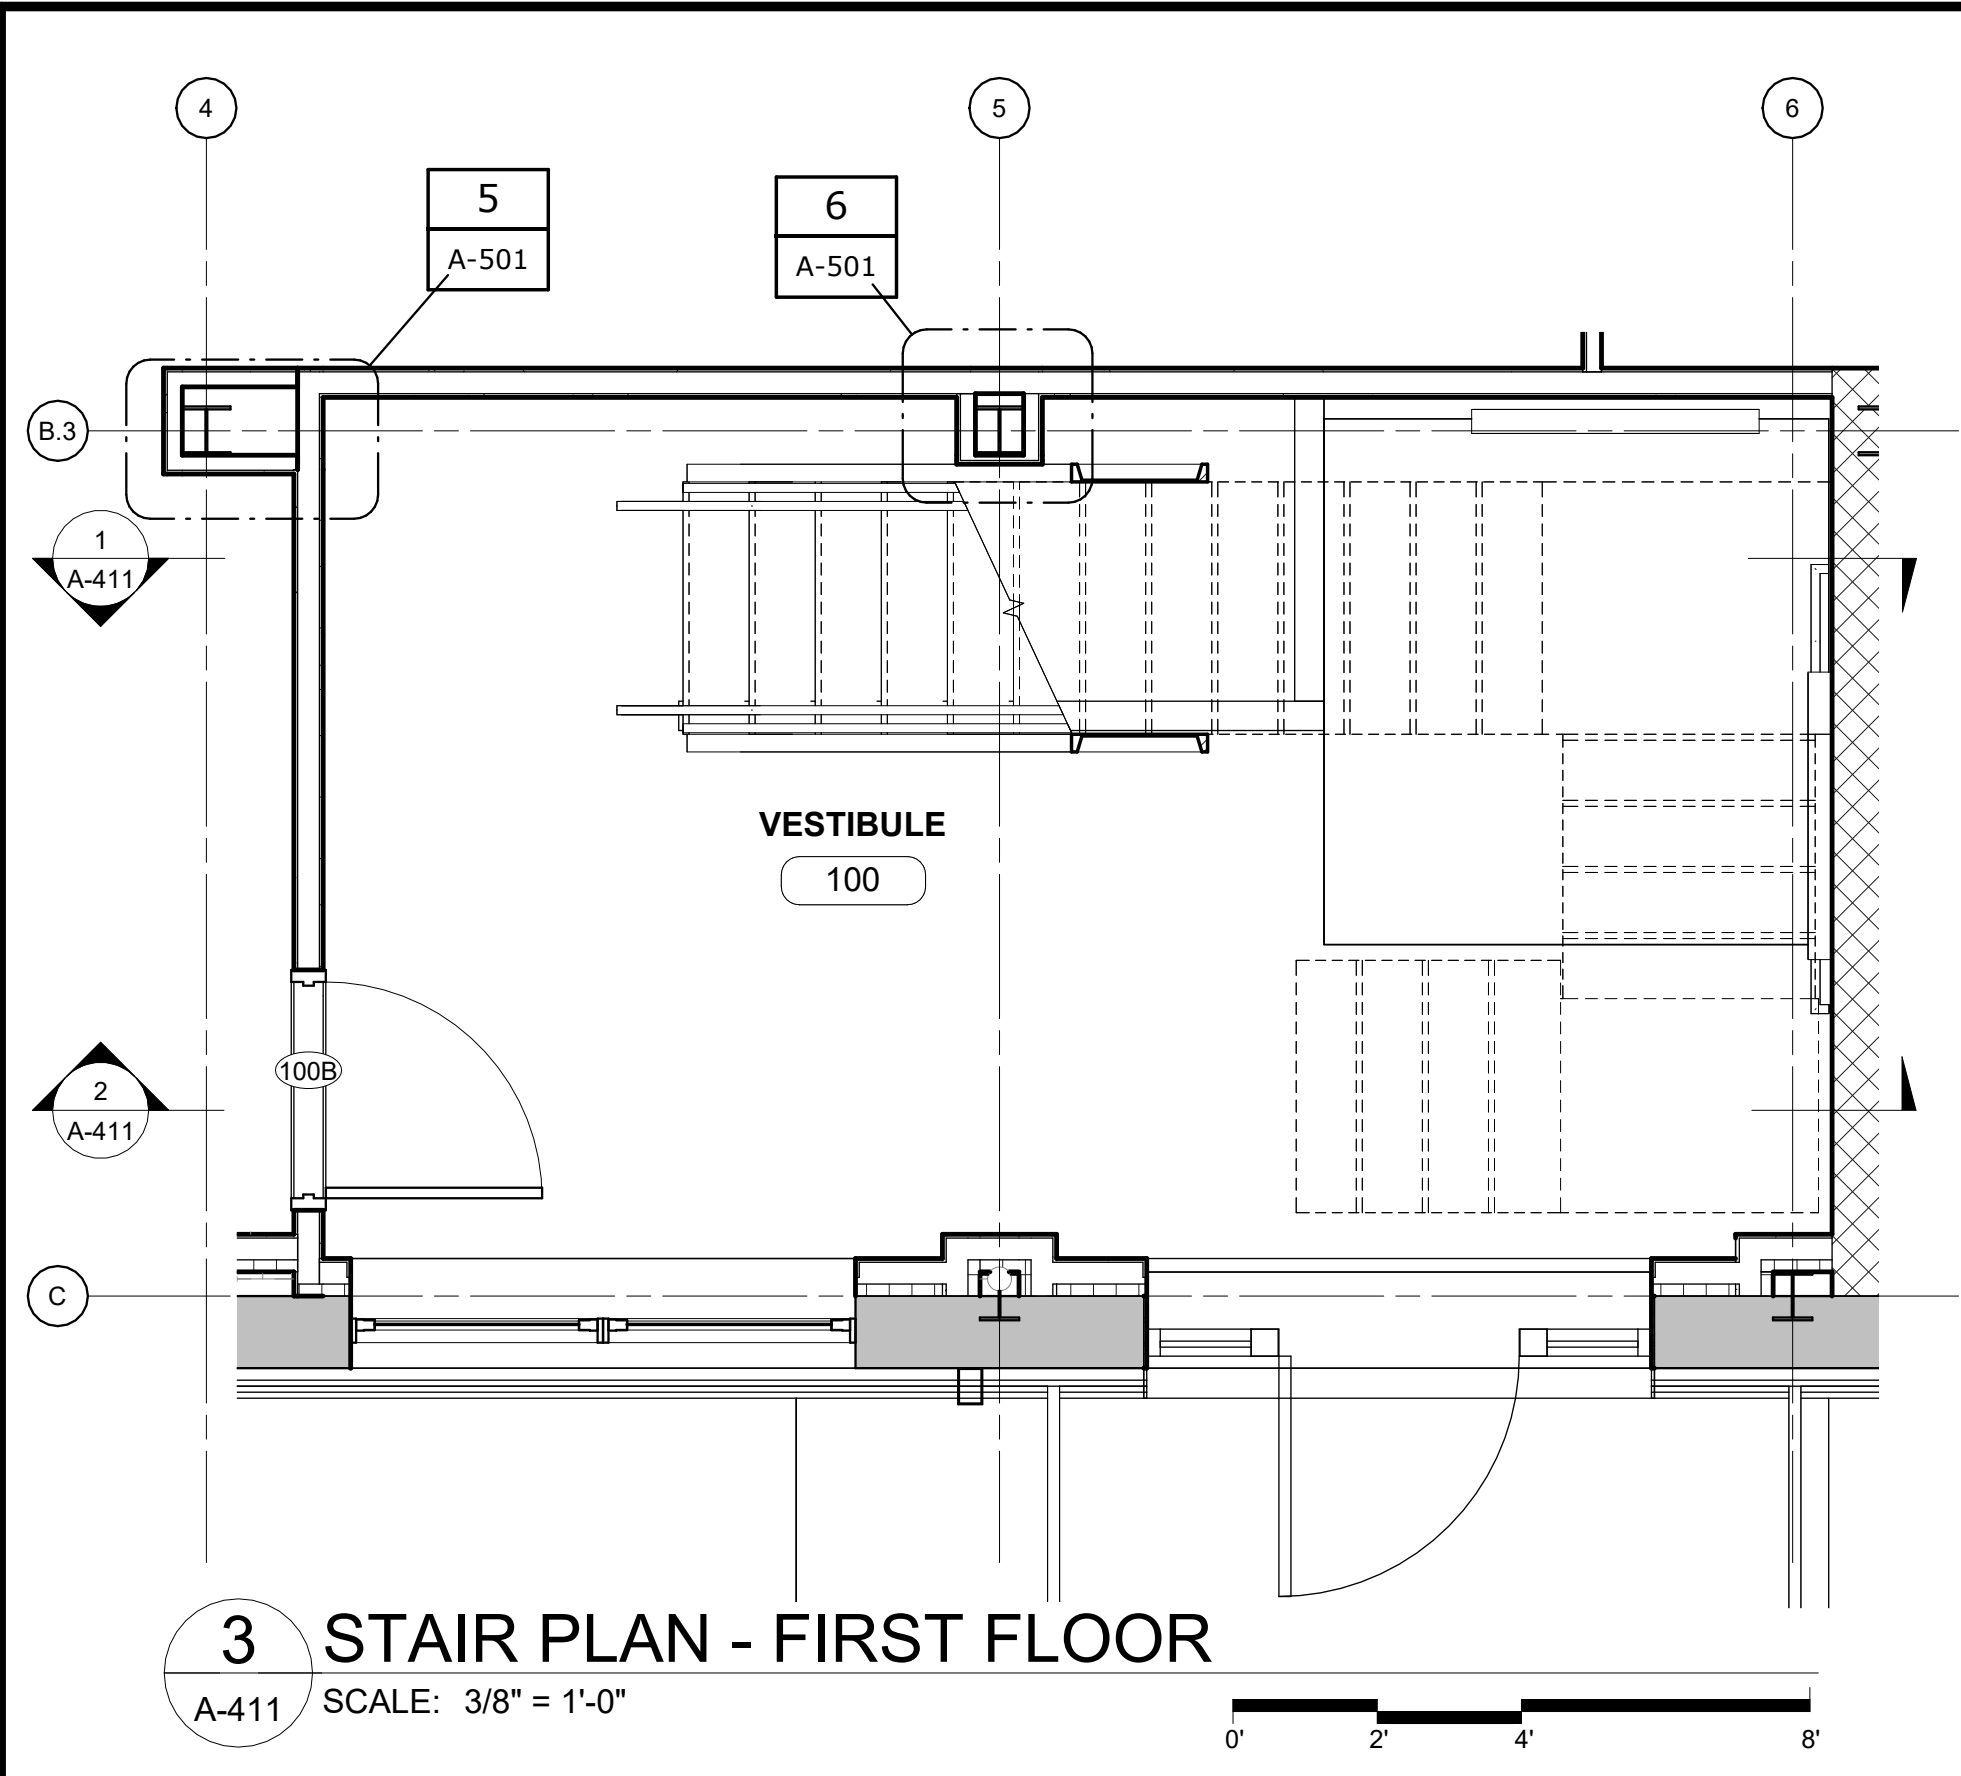 4
5
6
5
A-501
6
A-501
B.3
1
A-411
VESTIBULE
100
100B
2
A-411
C
3
A-411
STAIR PLAN - FIRST FLOOR
SCALE: 3/8" = 1'-0"
0' 2' 4' 8'